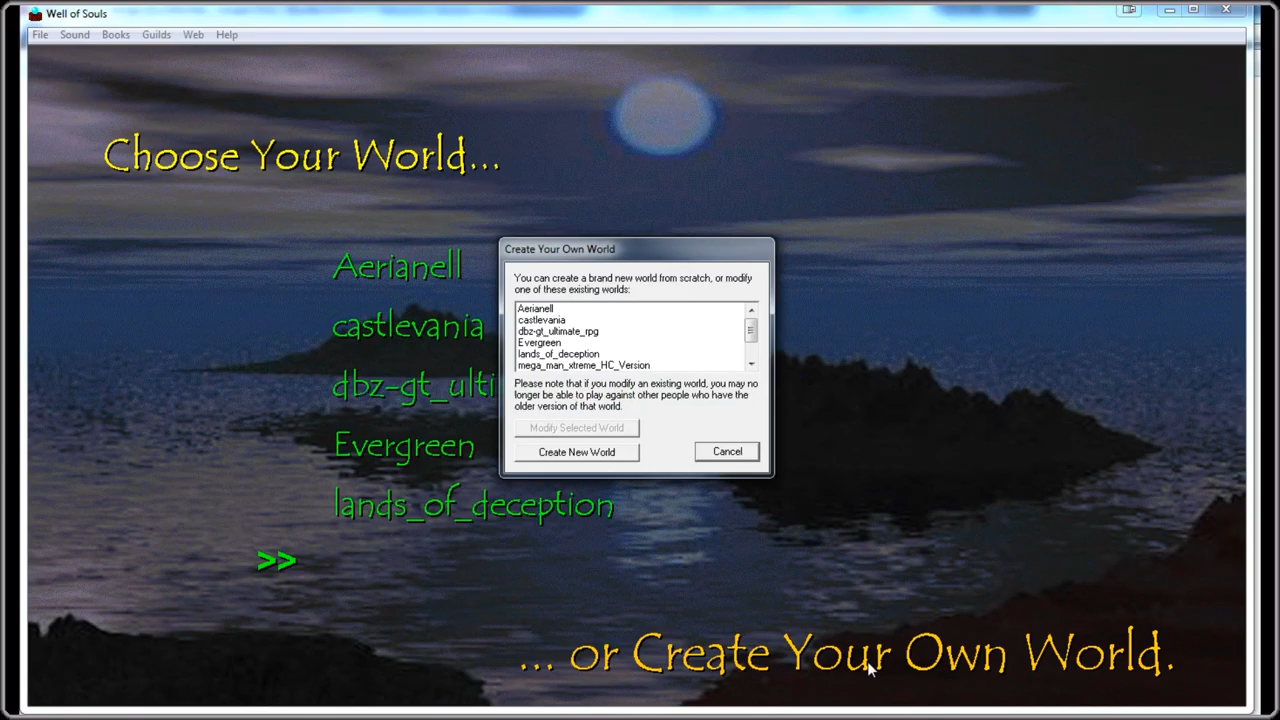 Well of Souls
File Sound Books Guilds Web Help
Choose Your World...
Aerianell
castlevania
dbz-gt_ulti
Evergreen
lands_of_deception
>>
... or Create Your Own World.
Create Your Own World
You can create a brand new world from scratch, or modify
one of these existing worlds:
Aerianell
castlevania
dbz-gt_ultimate_rpg
Evergreen
lands_of_deception
mega_man_xtreme_HC_Version
Please note that if you modify an existing world, you may no
longer be able to play against other people who have the
older version of that world.
Modify Selected World
Create New World
Cancel